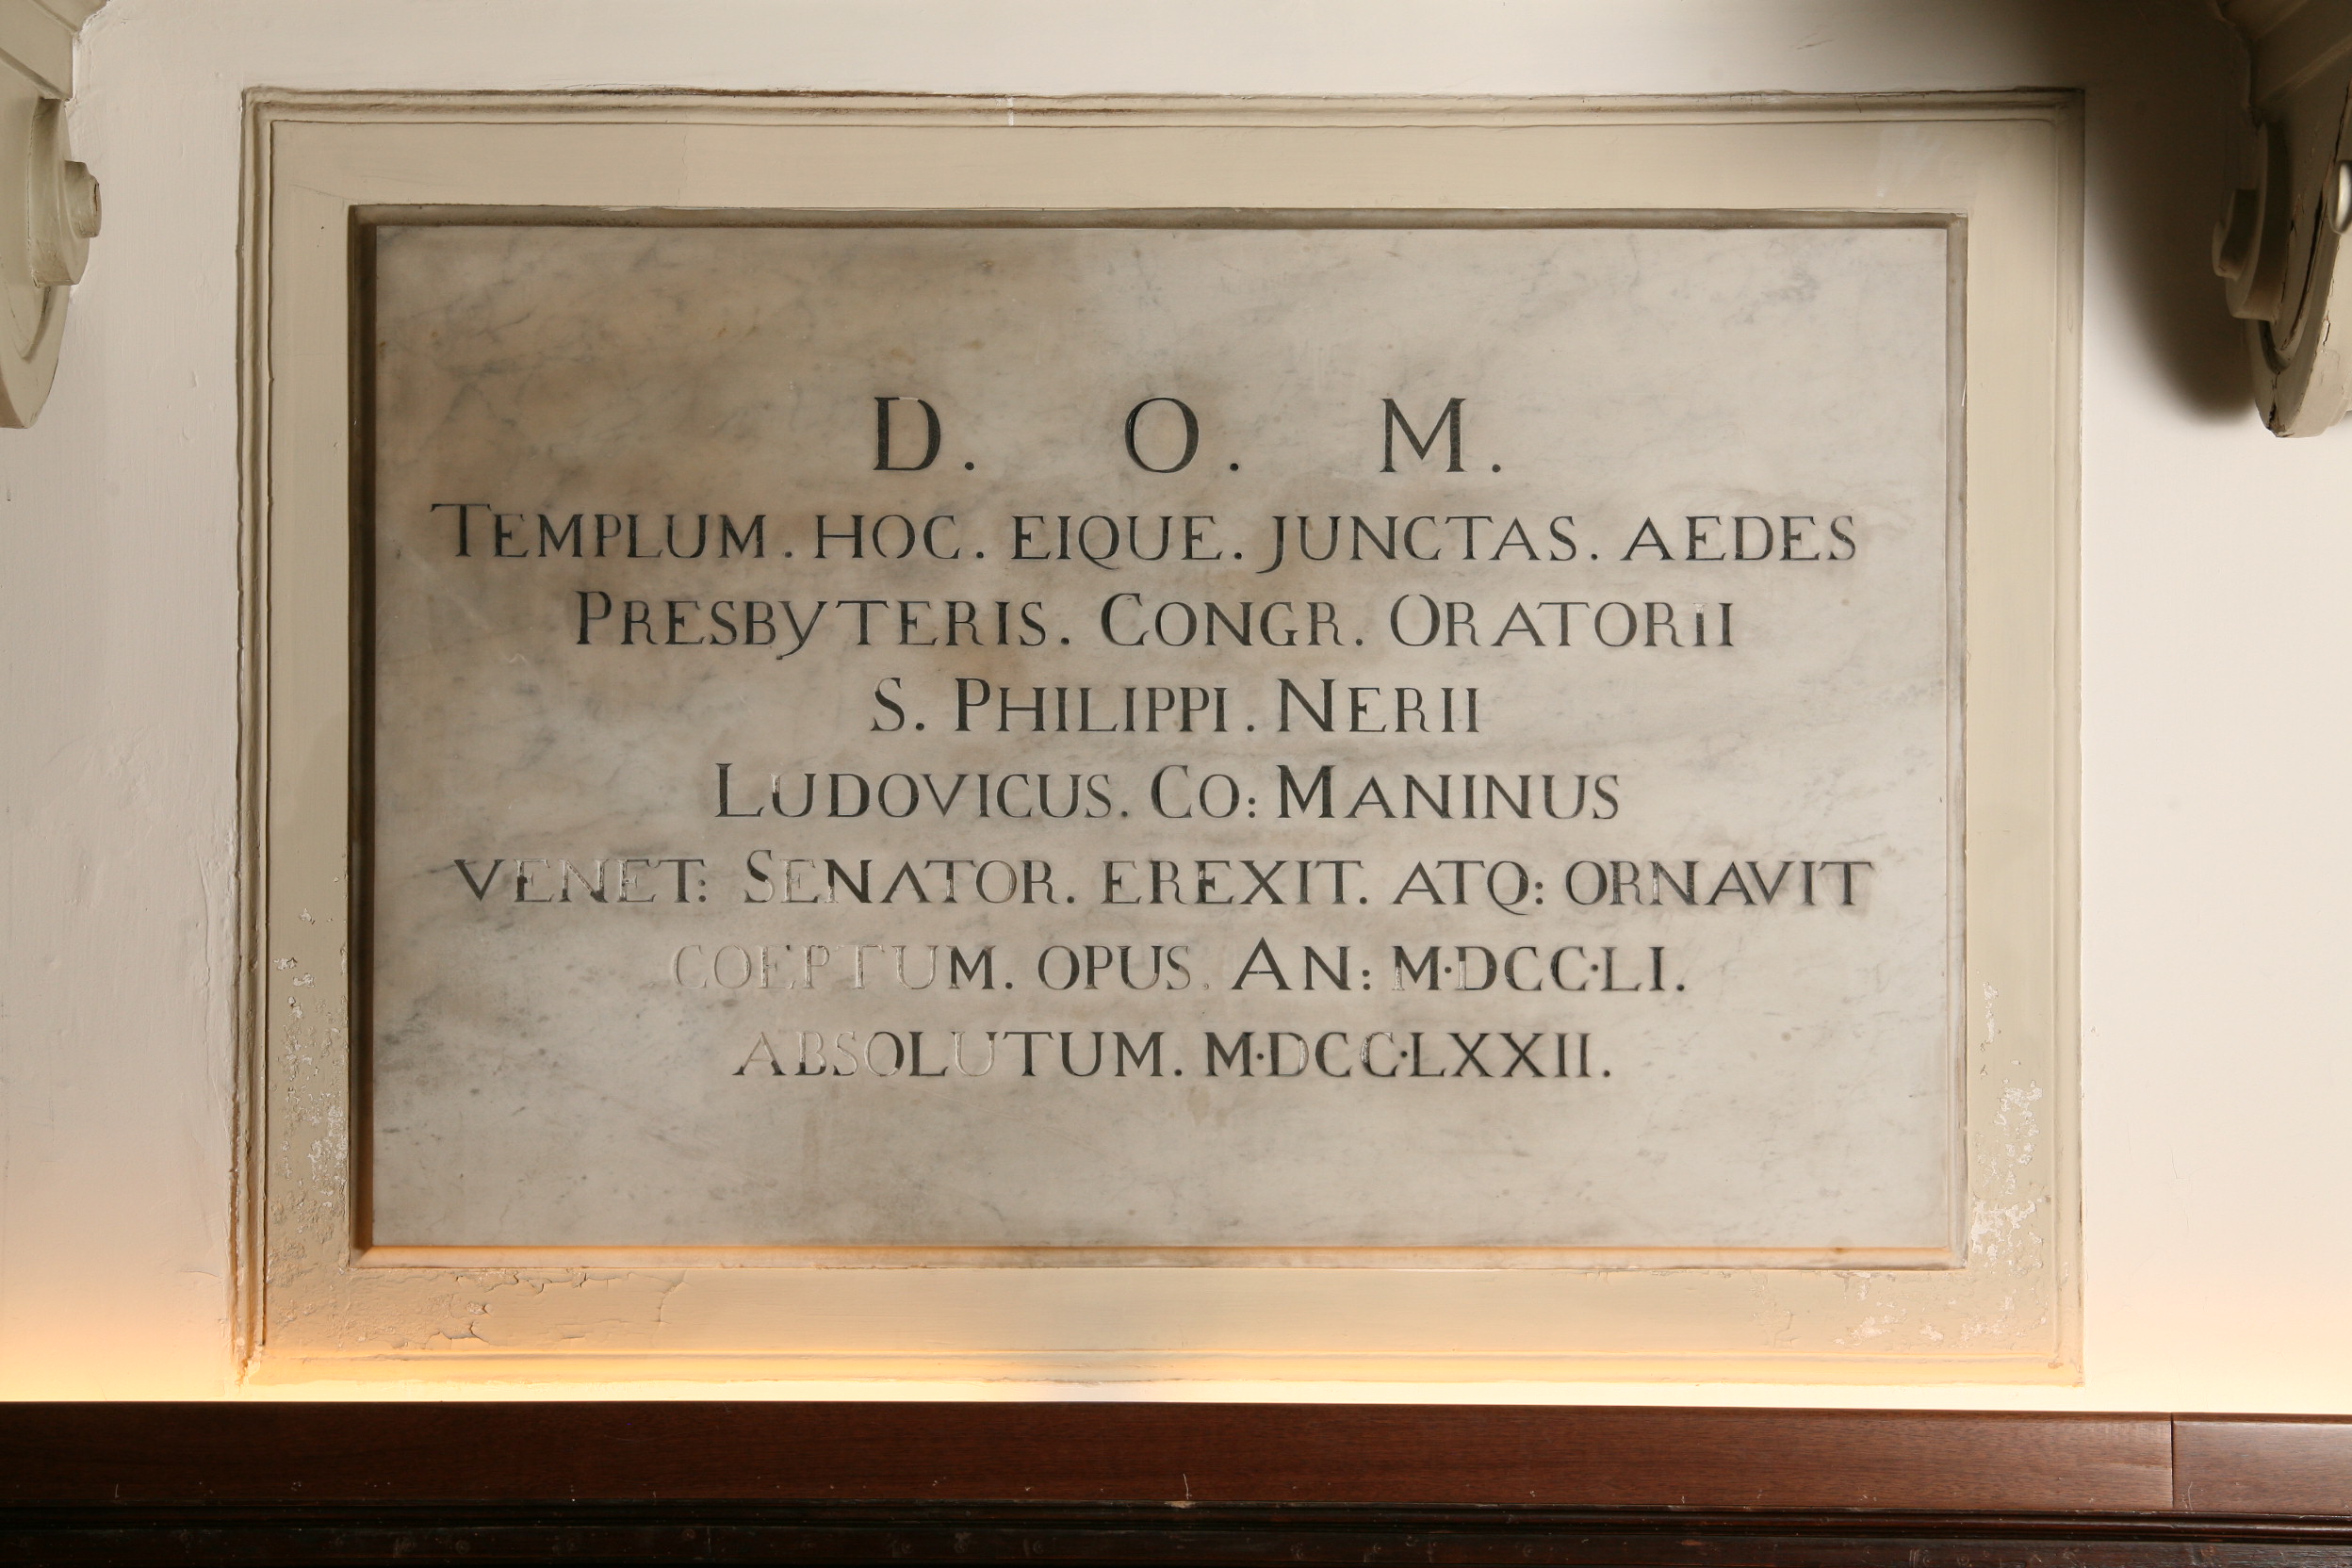 D. O. M.
TEMPLUM. HOC. EIQUE. JUNCTAS. AEDES
PRESBYTERIS. CONGR. ORATORII
S. PHILIPPI. NERII
LUDOVICUS. CO: MANINUS
VENET: SENATOR. EREXIT. ATQ: ORNAVIT
COEPTUM. OPUS. AN: M·DCC·LI.
ABSOLUTUM. M·DCC·LXXII.